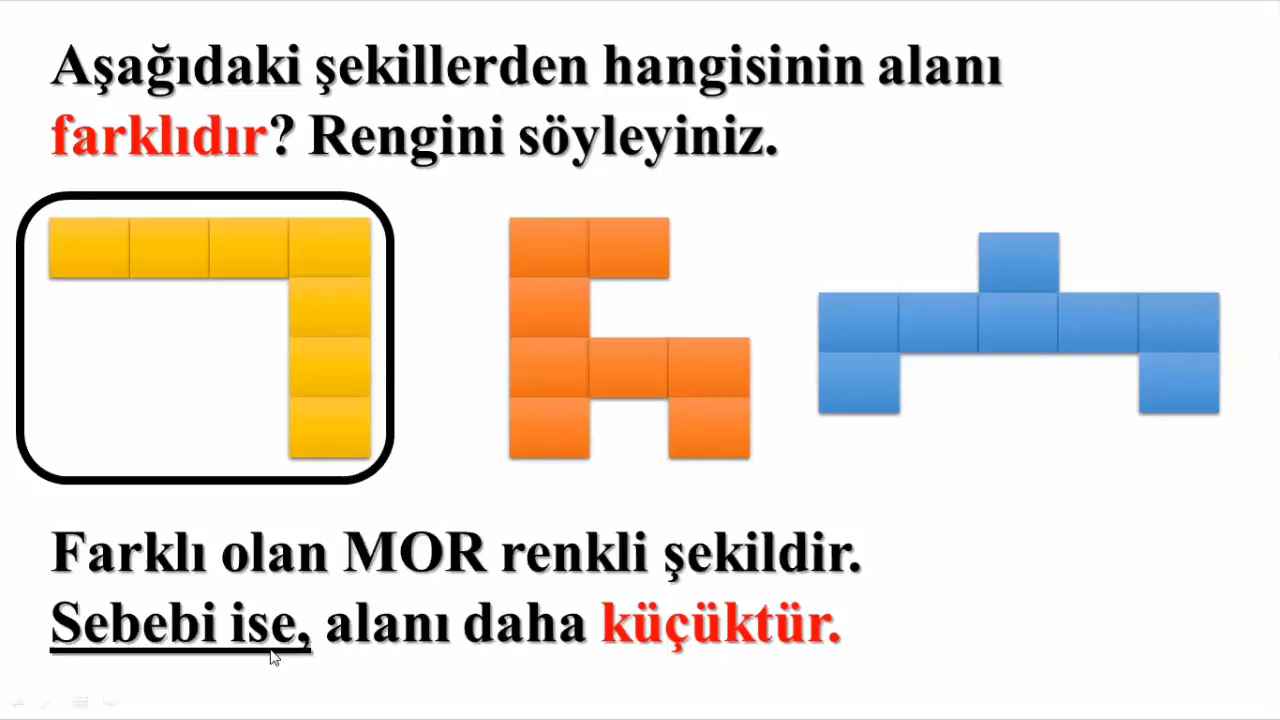 Aşağıdaki şekillerden hangisinin alanı
farklıdır? Rengini söyleyiniz.
Farklı olan MOR renkli şekildir.
Sebebi ise, alanı daha küçüktür.